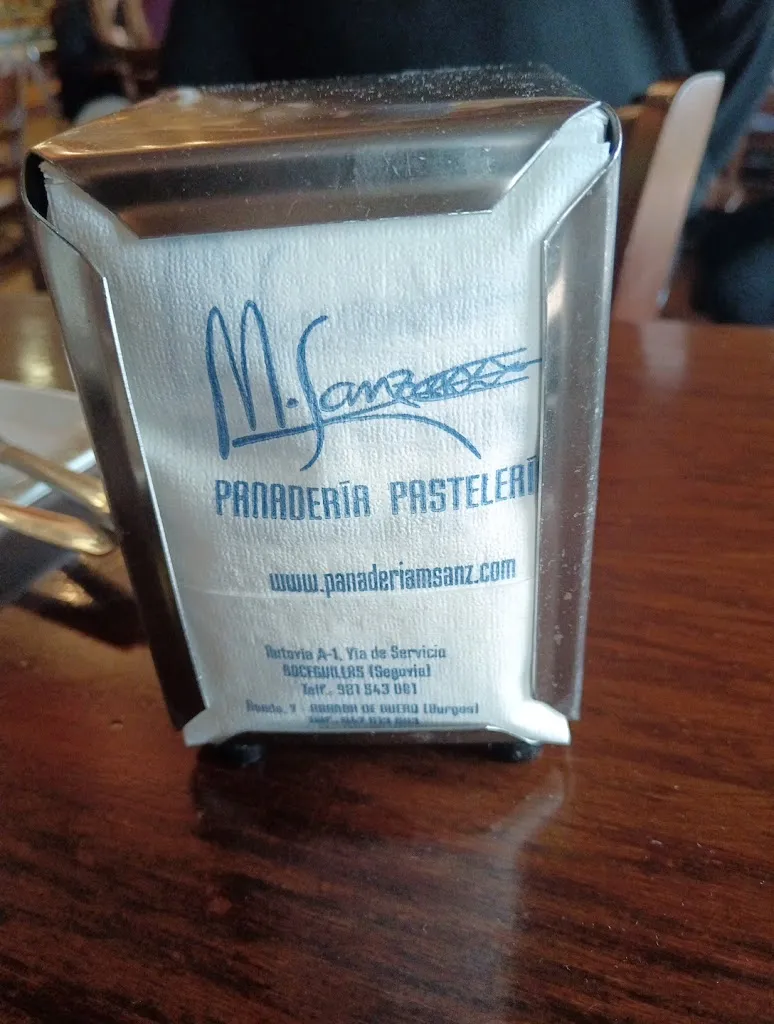 M. Sanz
PANADERÍA PASTELERÍ
www.panaderiamsanz.com
Autovía A-1, Vía de Servicio
BOCEGUILLAS (Segovia)
Telf. 921 543 061
ARANDA DE DUERO (Burgos)